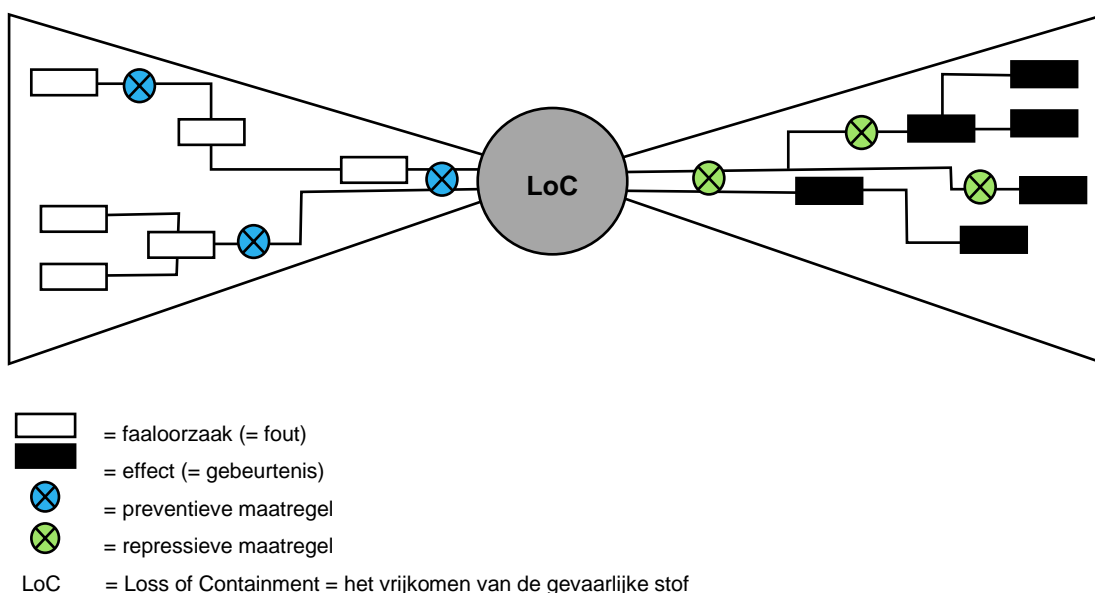 LoC
= faaloorzaak (= fout)
= effect (= gebeurtenis)
= preventieve maatregel
= repressieve maatregel
LoC = Loss of Containment = het vrijkomen van de gevaarlijke stof